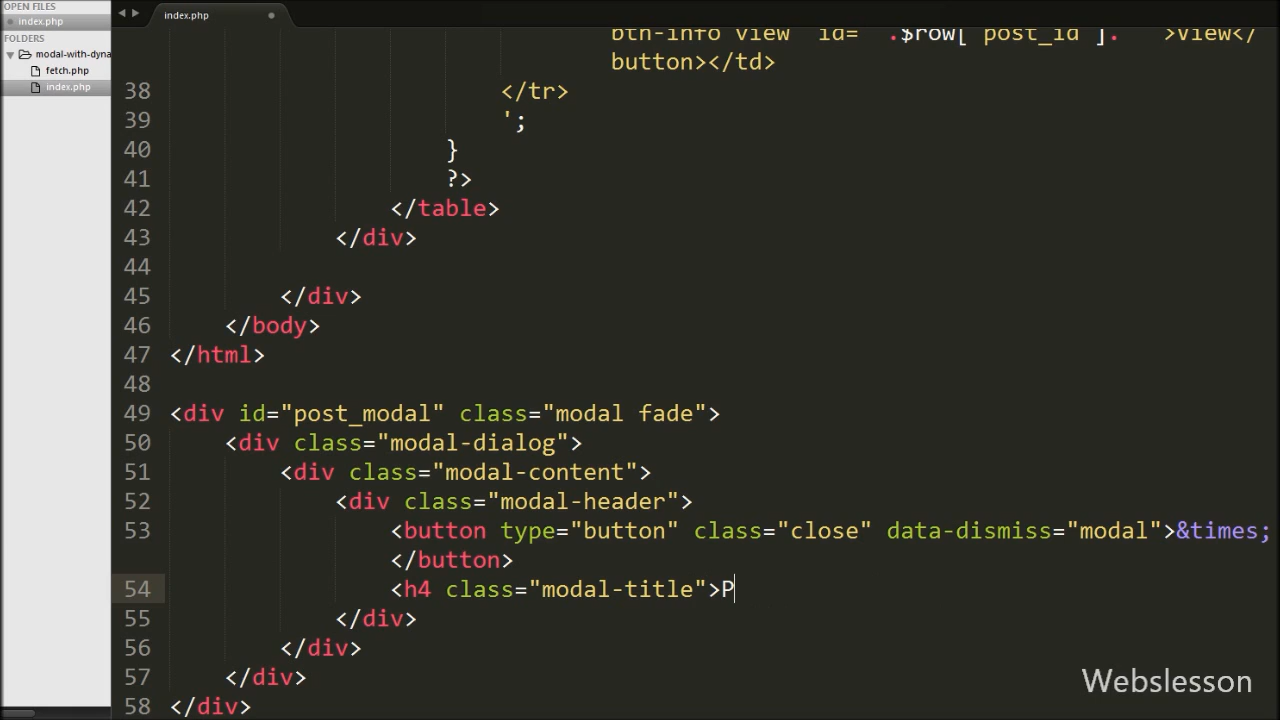 OPEN FILES
index.php
FOLDERS
modal-with-dyna
fetch.php
index.php
index.php
btn-info view" id="'.$row["post_id"].'">View</
button></td>
38 </tr>
39 ';
40 }
41 ?>
42 </table>
43 </div>
44
45 </div>
46 </body>
47 </html>
48
49 <div id="post_modal" class="modal fade">
50 <div class="modal-dialog">
51 <div class="modal-content">
52 <div class="modal-header">
53 <button type="button" class="close" data-dismiss="modal">&times;
</button>
54 <h4 class="modal-title">P
55 </div>
56 </div>
57 </div>
58 </div>
Webslesson